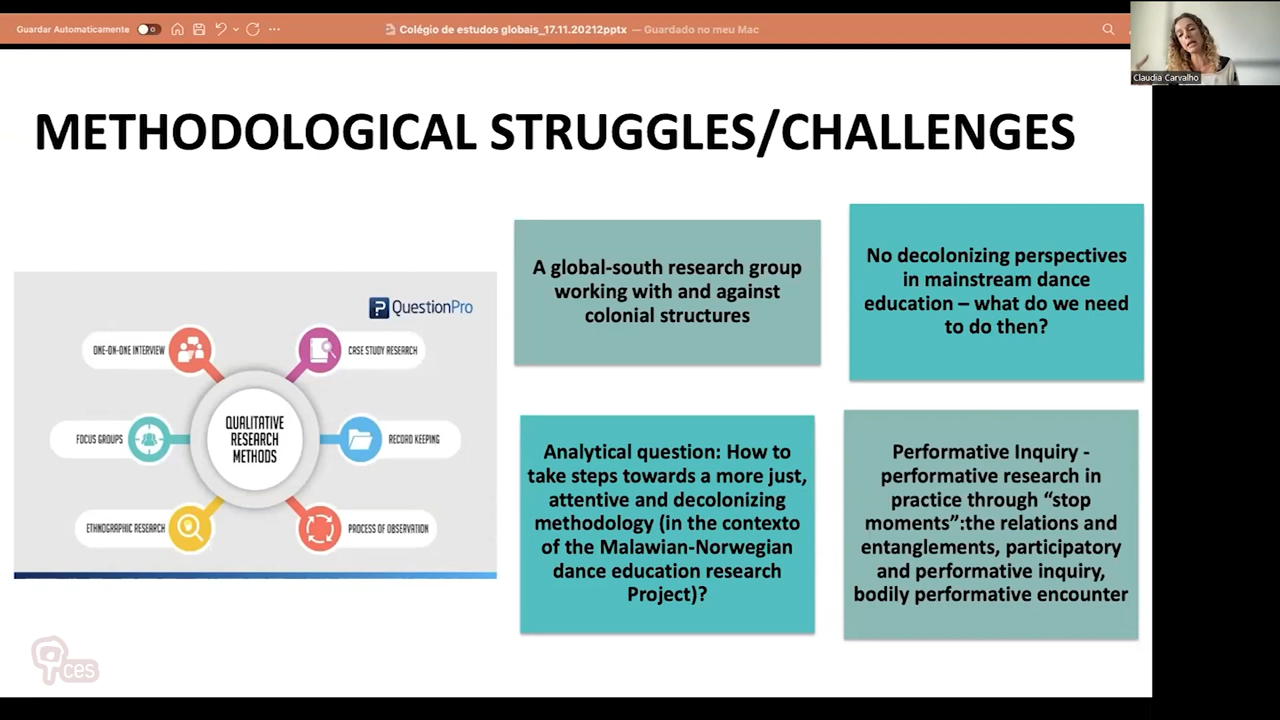 Guardar Automaticamente
Colégio de estudos globais_17.11.20212pptx — Guardado no meu Mac
Claudia Carvalho
METHODOLOGICAL STRUGGLES/CHALLENGES
QuestionPro
ONE-ON-ONE INTERVIEW
CASE STUDY RESEARCH
FOCUS GROUPS
QUALITATIVE
RESEARCH
METHODS
RECORD KEEPING
ETHNOGRAPHIC RESEARCH
PROCESS OF OBSERVATION
A global-south research group
working with and against
colonial structures
No decolonizing perspectives
in mainstream dance
education – what do we need
to do then?
Analytical question: How to
take steps towards a more just,
attentive and decolonizing
methodology (in the contexto
of the Malawian-Norwegian
dance education research
Project)?
Performative Inquiry -
performative research in
practice through “stop
moments”:the relations and
entanglements, participatory
and performative inquiry,
bodily performative encounter
ces